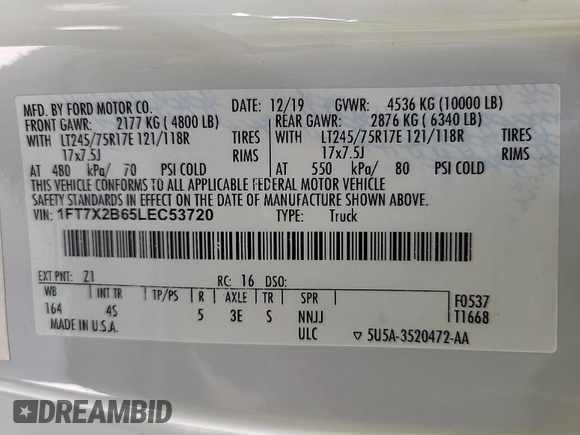 MFD. BY FORD MOTOR CO. DATE: 12/19 GVWR: 4536 KG (10000 LB)
FRONT GAWR: 2177 KG ( 4800 LB) REAR GAWR: 2876 KG ( 6340 LB)
WITH LT245/75R17E 121/118R TIRES WITH LT245/75R17E 121/118R TIRES
17x7.5J RIMS 17x7.5J RIMS
AT 480 kPa/ 70 PSI COLD AT 550 kPa/ 80 PSI COLD
THIS VEHICLE CONFORMS TO ALL APPLICABLE FEDERAL MOTOR VEHICLE
SAFETY STANDARDS IN EFFECT ON THE DATE OF MANUFACTURE SHOWN ABOVE.
VIN: 1FT7X2B65LEC53720 TYPE: Truck
EXT PNT: Z1 RC: 16 DSO:
WB INT TR TP/PS R AXLE TR SPR F0537
164 4S 5 3E S NNJJ T1668
MADE IN U.S.A. ULC ▽ 5U5A-3520472-AA
DREAMBID